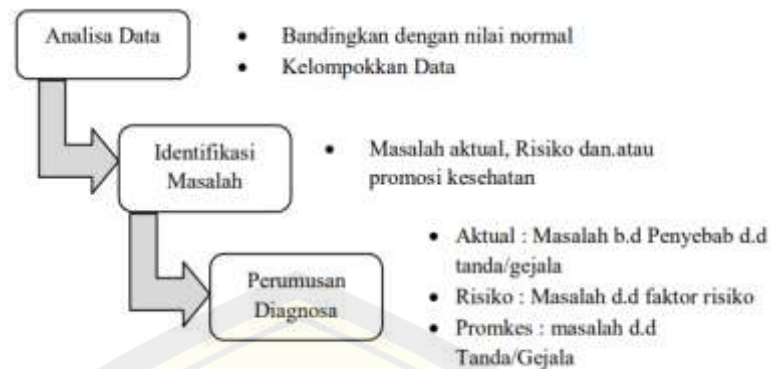 Analisa Data
• Bandingkan dengan nilai normal
• Kelompokkan Data
Identifikasi
Masalah
• Masalah aktual, Risiko dan.atau
promosi kesehatan
Perumusan
Diagnosa
• Aktual : Masalah b.d Penyebab d.d
tanda/gejala
• Risiko : Masalah d.d faktor risiko
• Promkes : masalah d.d
Tanda/Gejala